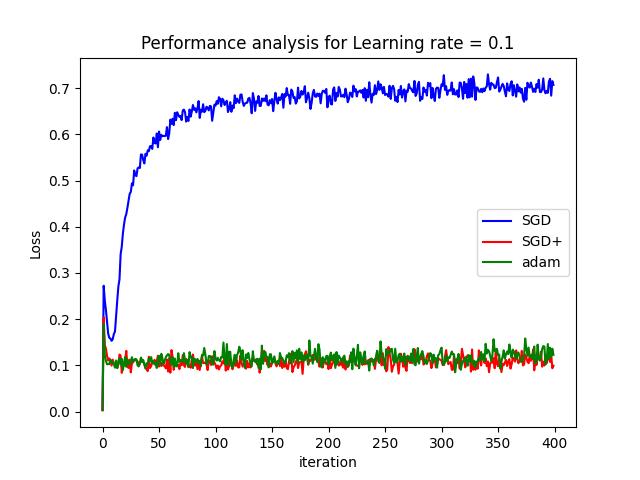 Performance analysis for Learning rate = 0.1
0.7
0.6
0.5
0.4
0.3
0.2
0.1
0.0
Loss
SGD
SGD+
adam
0 50 100 150 200 250 300 350 400
iteration